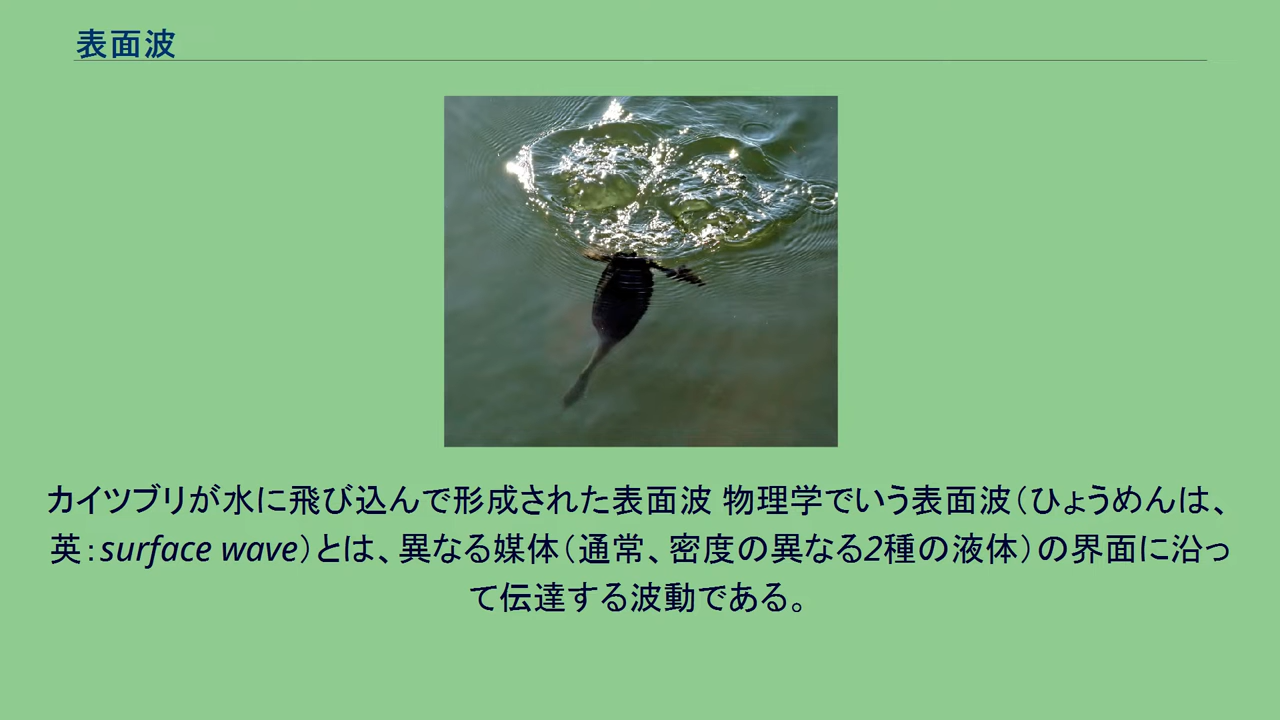 表面波
カイツブリが水に飛び込んで形成された表面波 物理学でいう表面波（ひょうめんは、
英：surface wave）とは、異なる媒体（通常、密度の異なる2種の液体）の界面に沿っ
て伝達する波動である。